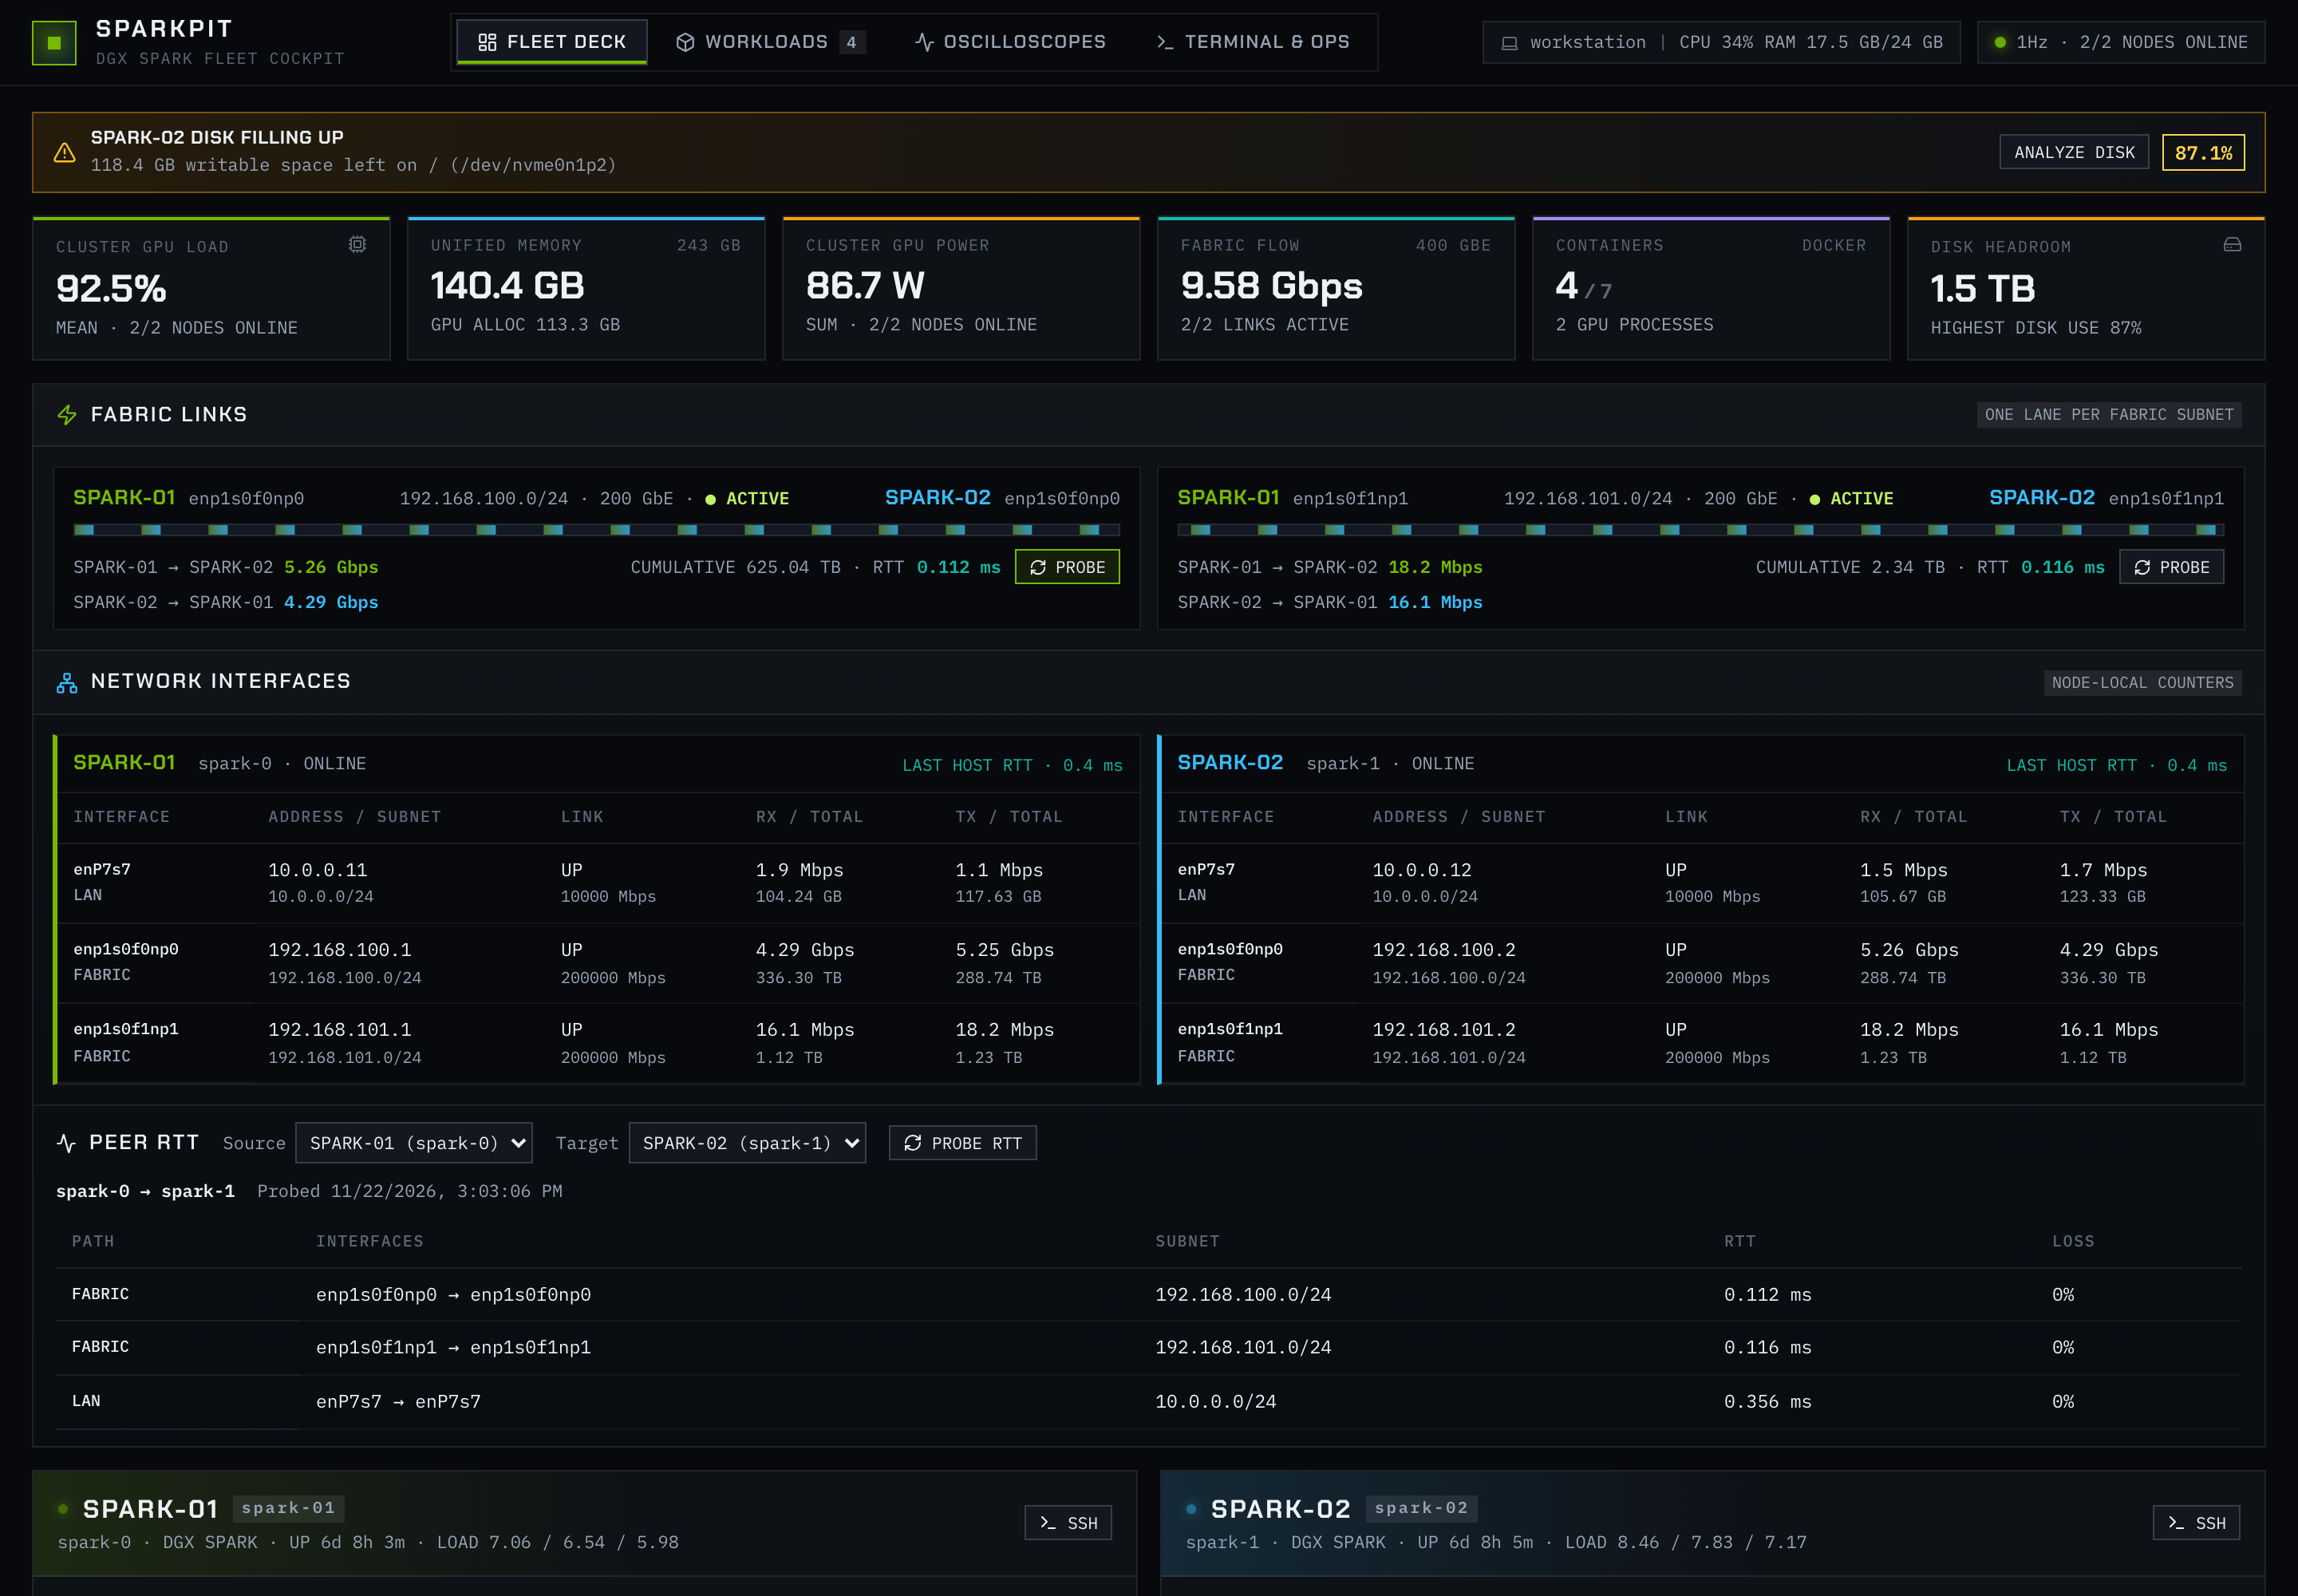 SPARKPIT
DGX SPARK FLEET COCKPIT
FLEET DECK
WORKLOADS 4
OSCILLOSCOPES
TERMINAL & OPS
workstation | CPU 34% RAM 17.5 GB/24 GB
1Hz · 2/2 NODES ONLINE
SPARK-02 DISK FILLING UP
118.4 GB writable space left on / (/dev/nvme0n1p2)
ANALYZE DISK
87.1%
CLUSTER GPU LOAD
92.5%
MEAN · 2/2 NODES ONLINE
UNIFIED MEMORY 243 GB
140.4 GB
GPU ALLOC 113.3 GB
CLUSTER GPU POWER
86.7 W
SUM · 2/2 NODES ONLINE
FABRIC FLOW 400 GBE
9.58 Gbps
2/2 LINKS ACTIVE
CONTAINERS DOCKER
4 / 7
2 GPU PROCESSES
DISK HEADROOM
1.5 TB
HIGHEST DISK USE 87%
FABRIC LINKS
ONE LANE PER FABRIC SUBNET
SPARK-01 enp1s0f0np0 192.168.100.0/24 · 200 GbE · ACTIVE SPARK-02 enp1s0f0np0
SPARK-01 → SPARK-02 5.26 Gbps CUMULATIVE 625.04 TB · RTT 0.112 ms PROBE
SPARK-02 → SPARK-01 4.29 Gbps
SPARK-01 enp1s0f1np1 192.168.101.0/24 · 200 GbE · ACTIVE SPARK-02 enp1s0f1np1
SPARK-01 → SPARK-02 18.2 Mbps CUMULATIVE 2.34 TB · RTT 0.116 ms PROBE
SPARK-02 → SPARK-01 16.1 Mbps
NETWORK INTERFACES
NODE-LOCAL COUNTERS
SPARK-01 spark-0 · ONLINE LAST HOST RTT · 0.4 ms
INTERFACE ADDRESS / SUBNET LINK RX / TOTAL TX / TOTAL
enP7s7 10.0.0.11 UP 1.9 Mbps 1.1 Mbps
LAN 10.0.0.0/24 10000 Mbps 104.24 GB 117.63 GB
enp1s0f0np0 192.168.100.1 UP 4.29 Gbps 5.25 Gbps
FABRIC 192.168.100.0/24 200000 Mbps 336.30 TB 288.74 TB
enp1s0f1np1 192.168.101.1 UP 16.1 Mbps 18.2 Mbps
FABRIC 192.168.101.0/24 200000 Mbps 1.12 TB 1.23 TB
SPARK-02 spark-1 · ONLINE LAST HOST RTT · 0.4 ms
INTERFACE ADDRESS / SUBNET LINK RX / TOTAL TX / TOTAL
enP7s7 10.0.0.12 UP 1.5 Mbps 1.7 Mbps
LAN 10.0.0.0/24 10000 Mbps 105.67 GB 123.33 GB
enp1s0f0np0 192.168.100.2 UP 5.26 Gbps 4.29 Gbps
FABRIC 192.168.100.0/24 200000 Mbps 288.74 TB 336.30 TB
enp1s0f1np1 192.168.101.2 UP 18.2 Mbps 16.1 Mbps
FABRIC 192.168.101.0/24 200000 Mbps 1.23 TB 1.12 TB
PEER RTT Source SPARK-01 (spark-0) Target SPARK-02 (spark-1) PROBE RTT
spark-0 → spark-1 Probed 11/22/2026, 3:03:06 PM
PATH INTERFACES SUBNET RTT LOSS
FABRIC enp1s0f0np0 → enp1s0f0np0 192.168.100.0/24 0.112 ms 0%
FABRIC enp1s0f1np1 → enp1s0f1np1 192.168.101.0/24 0.116 ms 0%
LAN enP7s7 → enP7s7 10.0.0.0/24 0.356 ms 0%
SPARK-01 spark-01
spark-0 · DGX SPARK · UP 6d 8h 3m · LOAD 7.06 / 6.54 / 5.98
SSH
SPARK-02 spark-02
spark-1 · DGX SPARK · UP 6d 8h 5m · LOAD 8.46 / 7.83 / 7.17
SSH